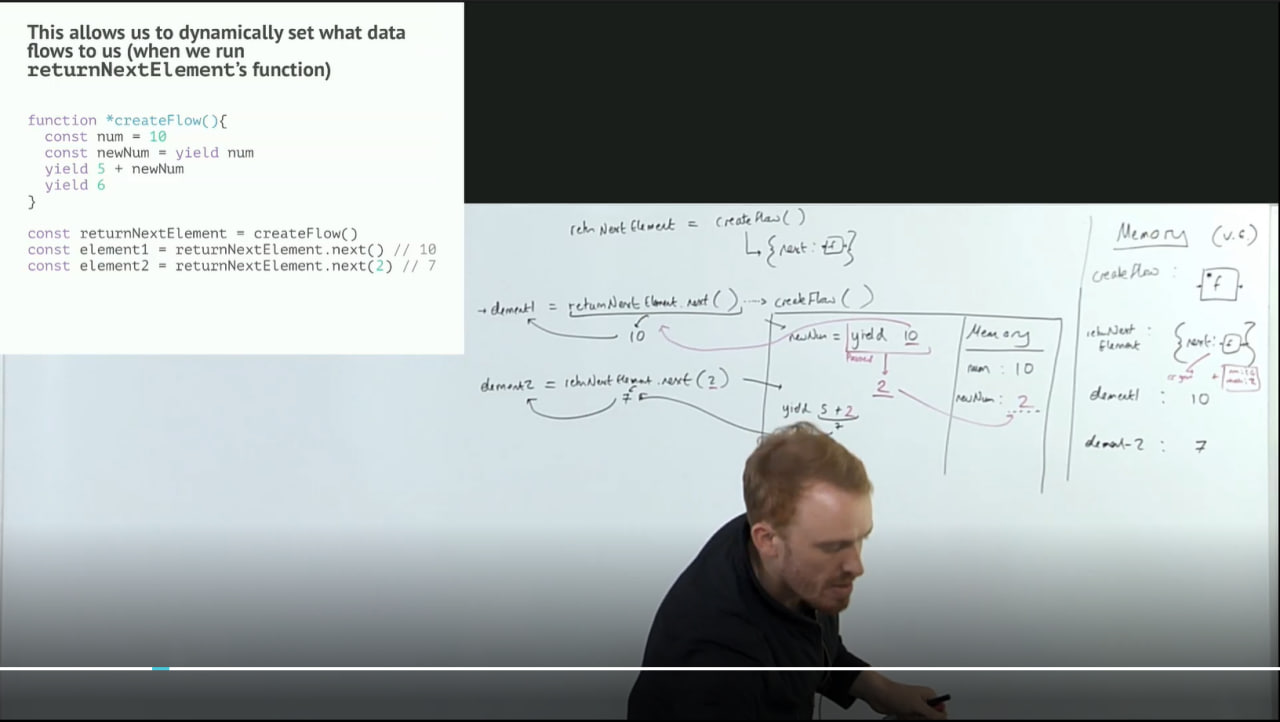 This allows us to dynamically set what data
flows to us (when we run
returnNextElement's function)
function *createFlow(){
const num = 10
const newNum = yield num
yield 5 + newNum
yield 6
}
const returnNextElement = createFlow()
const element1 = returnNextElement.next() // 10
const element2 = returnNextElement.next(2) // 7
returnNextElement = createFlow()
{next: f}
element1 = returnNextElement.next() createFlow()
10
newNum = yield 10
Paused
2
element2 = returnNextElement.next(2)
7
yield 5 + 2
7
Memory
num : 10
newNum : 2
Memory (v.e.)
createFlow : *f
returnNext : {next: f}
Element
element1 : 10
element2 : 7